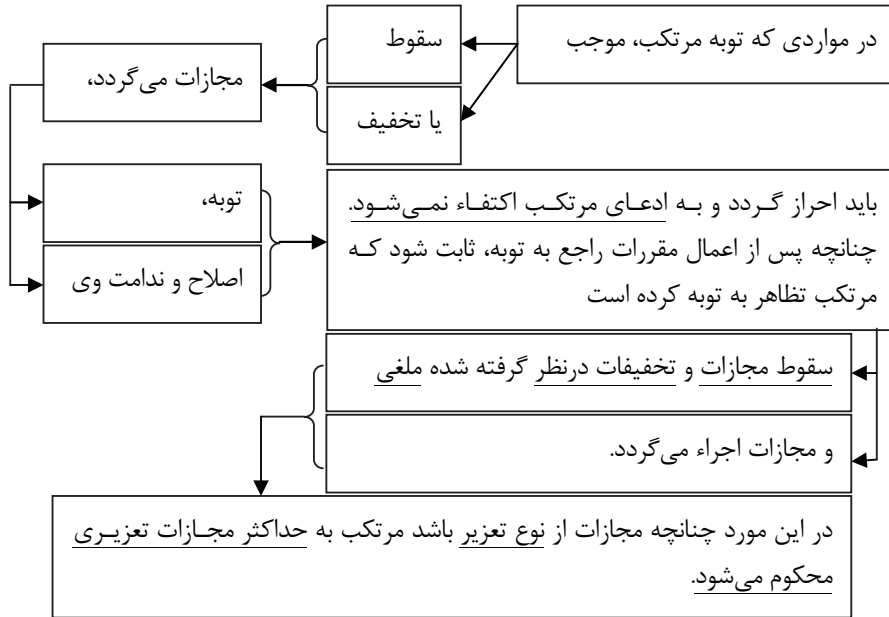 در مواردی که توبه مرتکب، موجب
سقوط
یا تخفیف
مجازات می‌گردد،
توبه،
اصلاح و ندامت وی
باید احراز گردد و به ادعای مرتکب اکتفاء نمی‌شود.
چنانچه پس از اعمال مقررات راجع به توبه، ثابت شود که
مرتکب تظاهر به توبه کرده است
سقوط مجازات و تخفیفات درنظر گرفته شده ملغی
و مجازات اجراء می‌گردد.
در این مورد چنانچه مجازات از نوع تعزیر باشد مرتکب به حداکثر مجازات تعزیری
محکوم می‌شود.